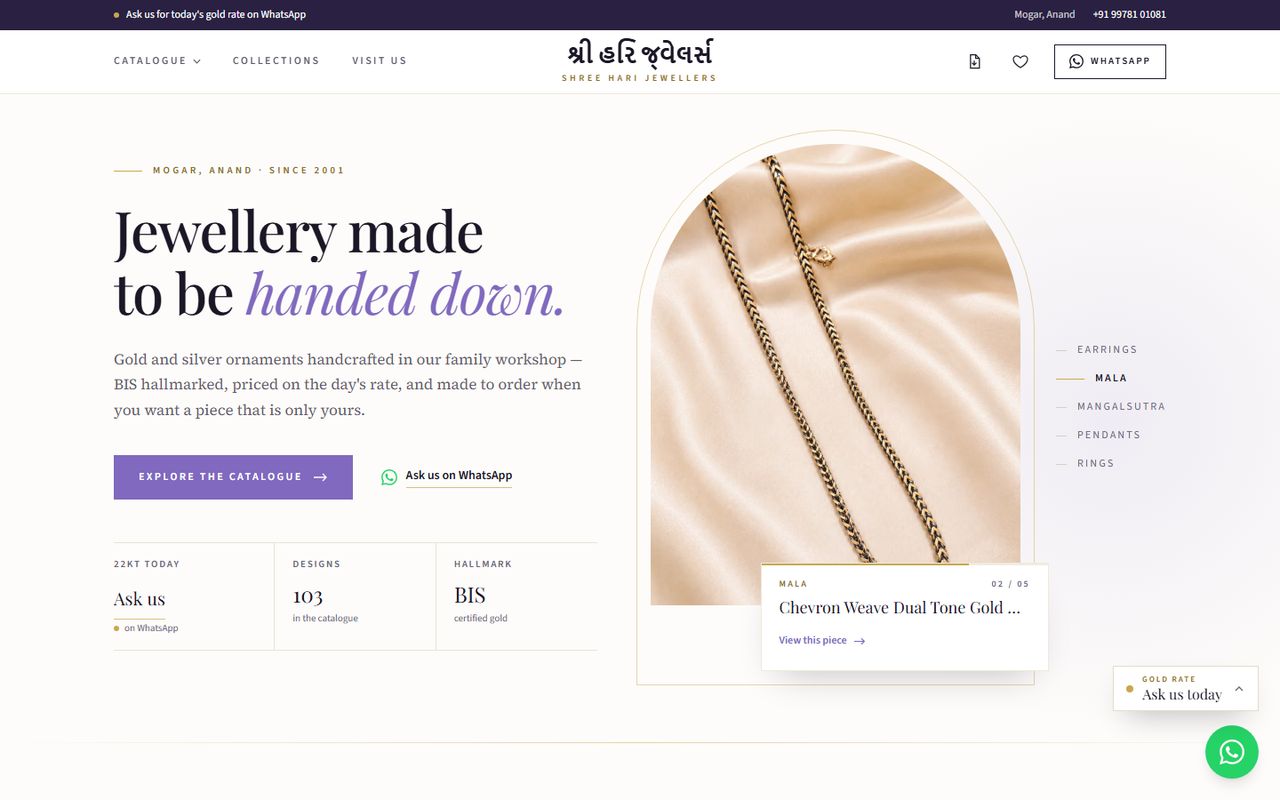 Ask us for today's gold rate on WhatsApp
Mogar, Anand
+91 99781 01081
CATALOGUE
COLLECTIONS
VISIT US
શ્રી હરિ જ્વેલર્સ
SHREE HARI JEWELLERS
WHATSAPP
MOGAR, ANAND · SINCE 2001
Jewellery made
to be handed down.
Gold and silver ornaments handcrafted in our family workshop —
BIS hallmarked, priced on the day's rate, and made to order when
you want a piece that is only yours.
EXPLORE THE CATALOGUE →
Ask us on WhatsApp
22KT TODAY
Ask us
on WhatsApp
DESIGNS
103
in the catalogue
HALLMARK
BIS
certified gold
MALA
02 / 05
Chevron Weave Dual Tone Gold ...
View this piece →
EARRINGS
MALA
MANGALSUTRA
PENDANTS
RINGS
GOLD RATE
Ask us today